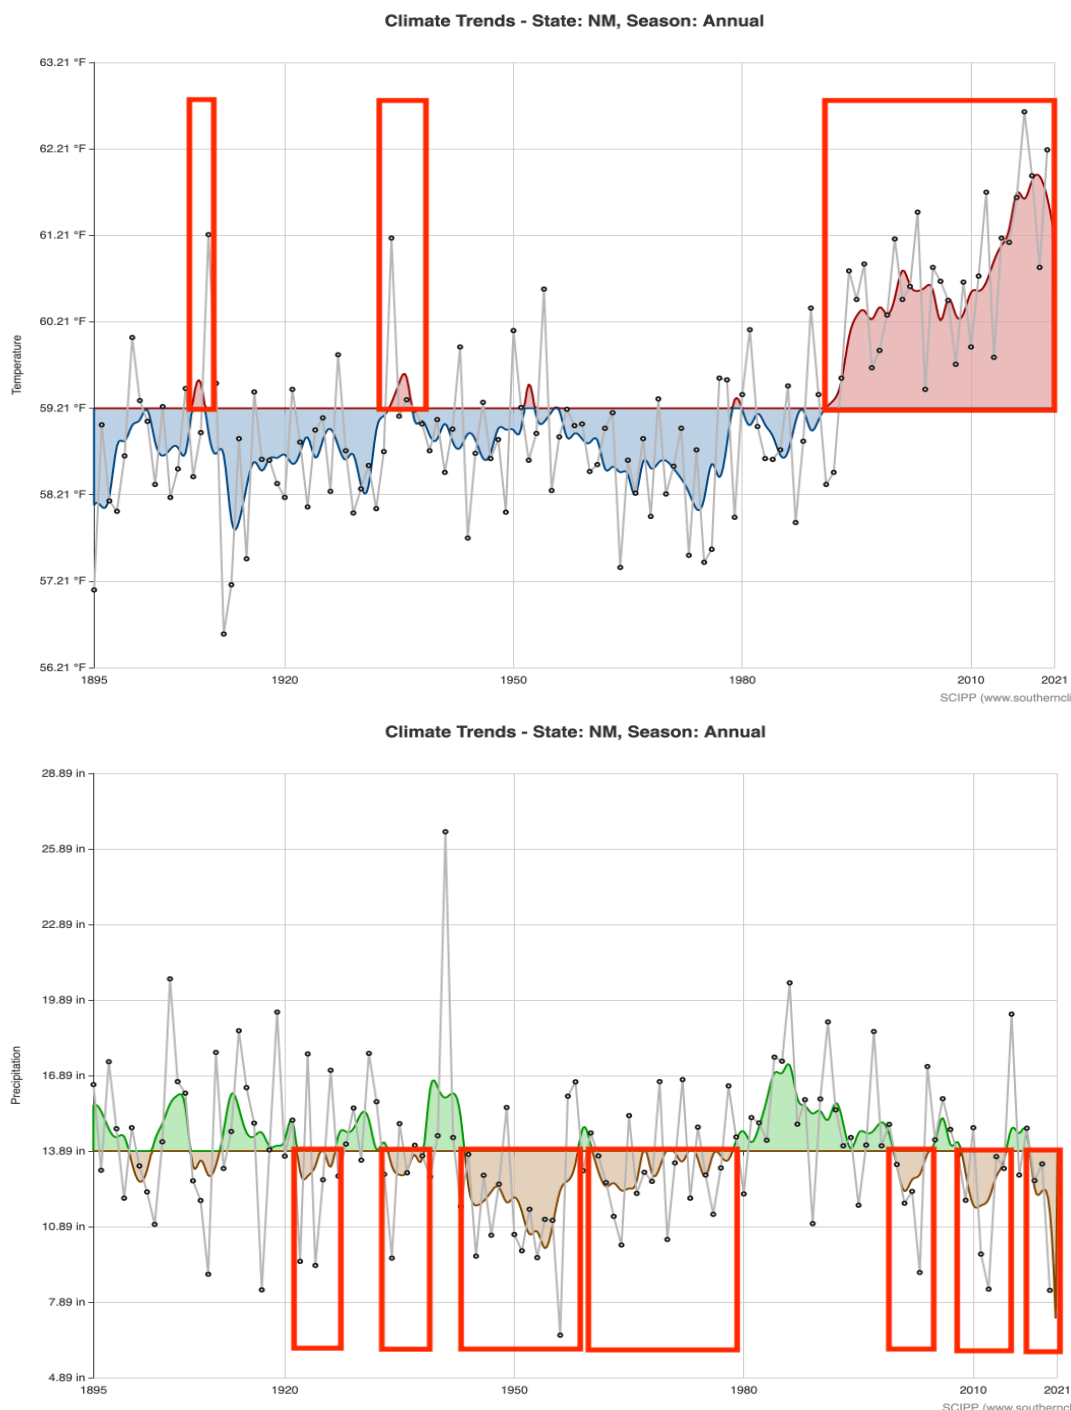 Climate Trends - State: NM, Season: Annual
63.21 °F
62.21 °F
61.21 °F
60.21 °F
59.21 °F
58.21 °F
57.21 °F
56.21 °F
Temperature
1895 1920 1950 1980 2010 2021
SCIPP (www.southerncli
Climate Trends - State: NM, Season: Annual
28.89 in
25.89 in
22.89 in
19.89 in
16.89 in
13.89 in
10.89 in
7.89 in
4.89 in
Precipitation
1895 1920 1950 1980 2010 2021
SCIPP (www.southerncli